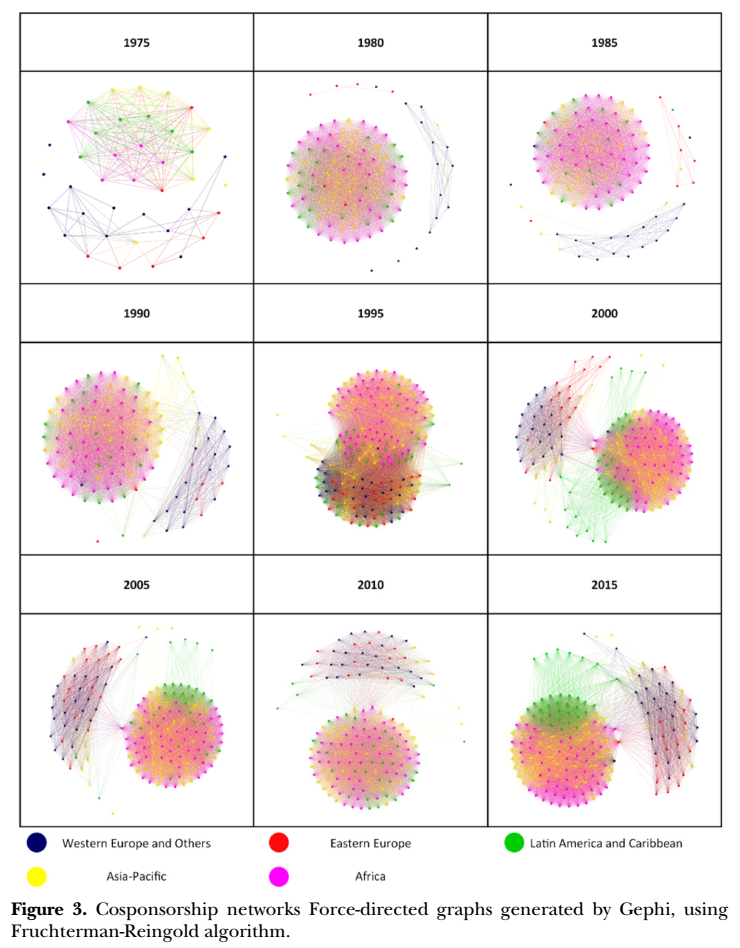 1975
1980
1985
1990
1995
2000
2005
2010
2015
Western Europe and Others
Eastern Europe
Latin America and Caribbean
Asia-Pacific
Africa
Figure 3. Cosponsorship networks Force-directed graphs generated by Gephi, using
Fruchterman-Reingold algorithm.